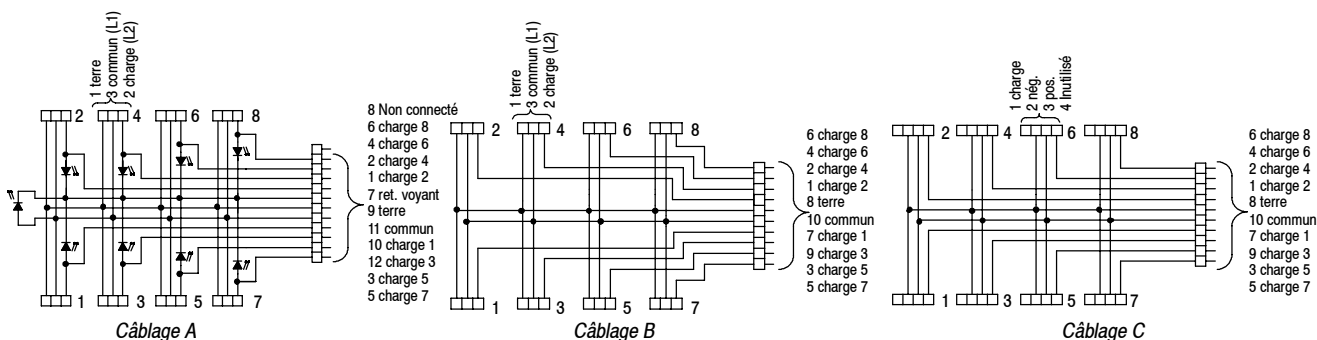 1 terre
3 commun (L1)
2 charge (L2)
2 4 6 8
1 3 5 7
8 Non connecté
6 charge 8
4 charge 6
2 charge 4
1 charge 2
7 ret. voyant
9 terre
11 commun
10 charge 1
12 charge 3
3 charge 5
5 charge 7
Câblage A
1 terre
3 commun (L1)
2 charge (L2)
2 4 6 8
1 3 5 7
6 charge 8
4 charge 6
2 charge 4
1 charge 2
8 terre
10 commun
7 charge 1
9 charge 3
3 charge 5
5 charge 7
Câblage B
1 charge
2 nég.
3 pos.
4 Inutilisé
2 4 6 8
1 3 5 7
6 charge 8
4 charge 6
2 charge 4
1 charge 2
8 terre
10 commun
7 charge 1
9 charge 3
3 charge 5
5 charge 7
Câblage C